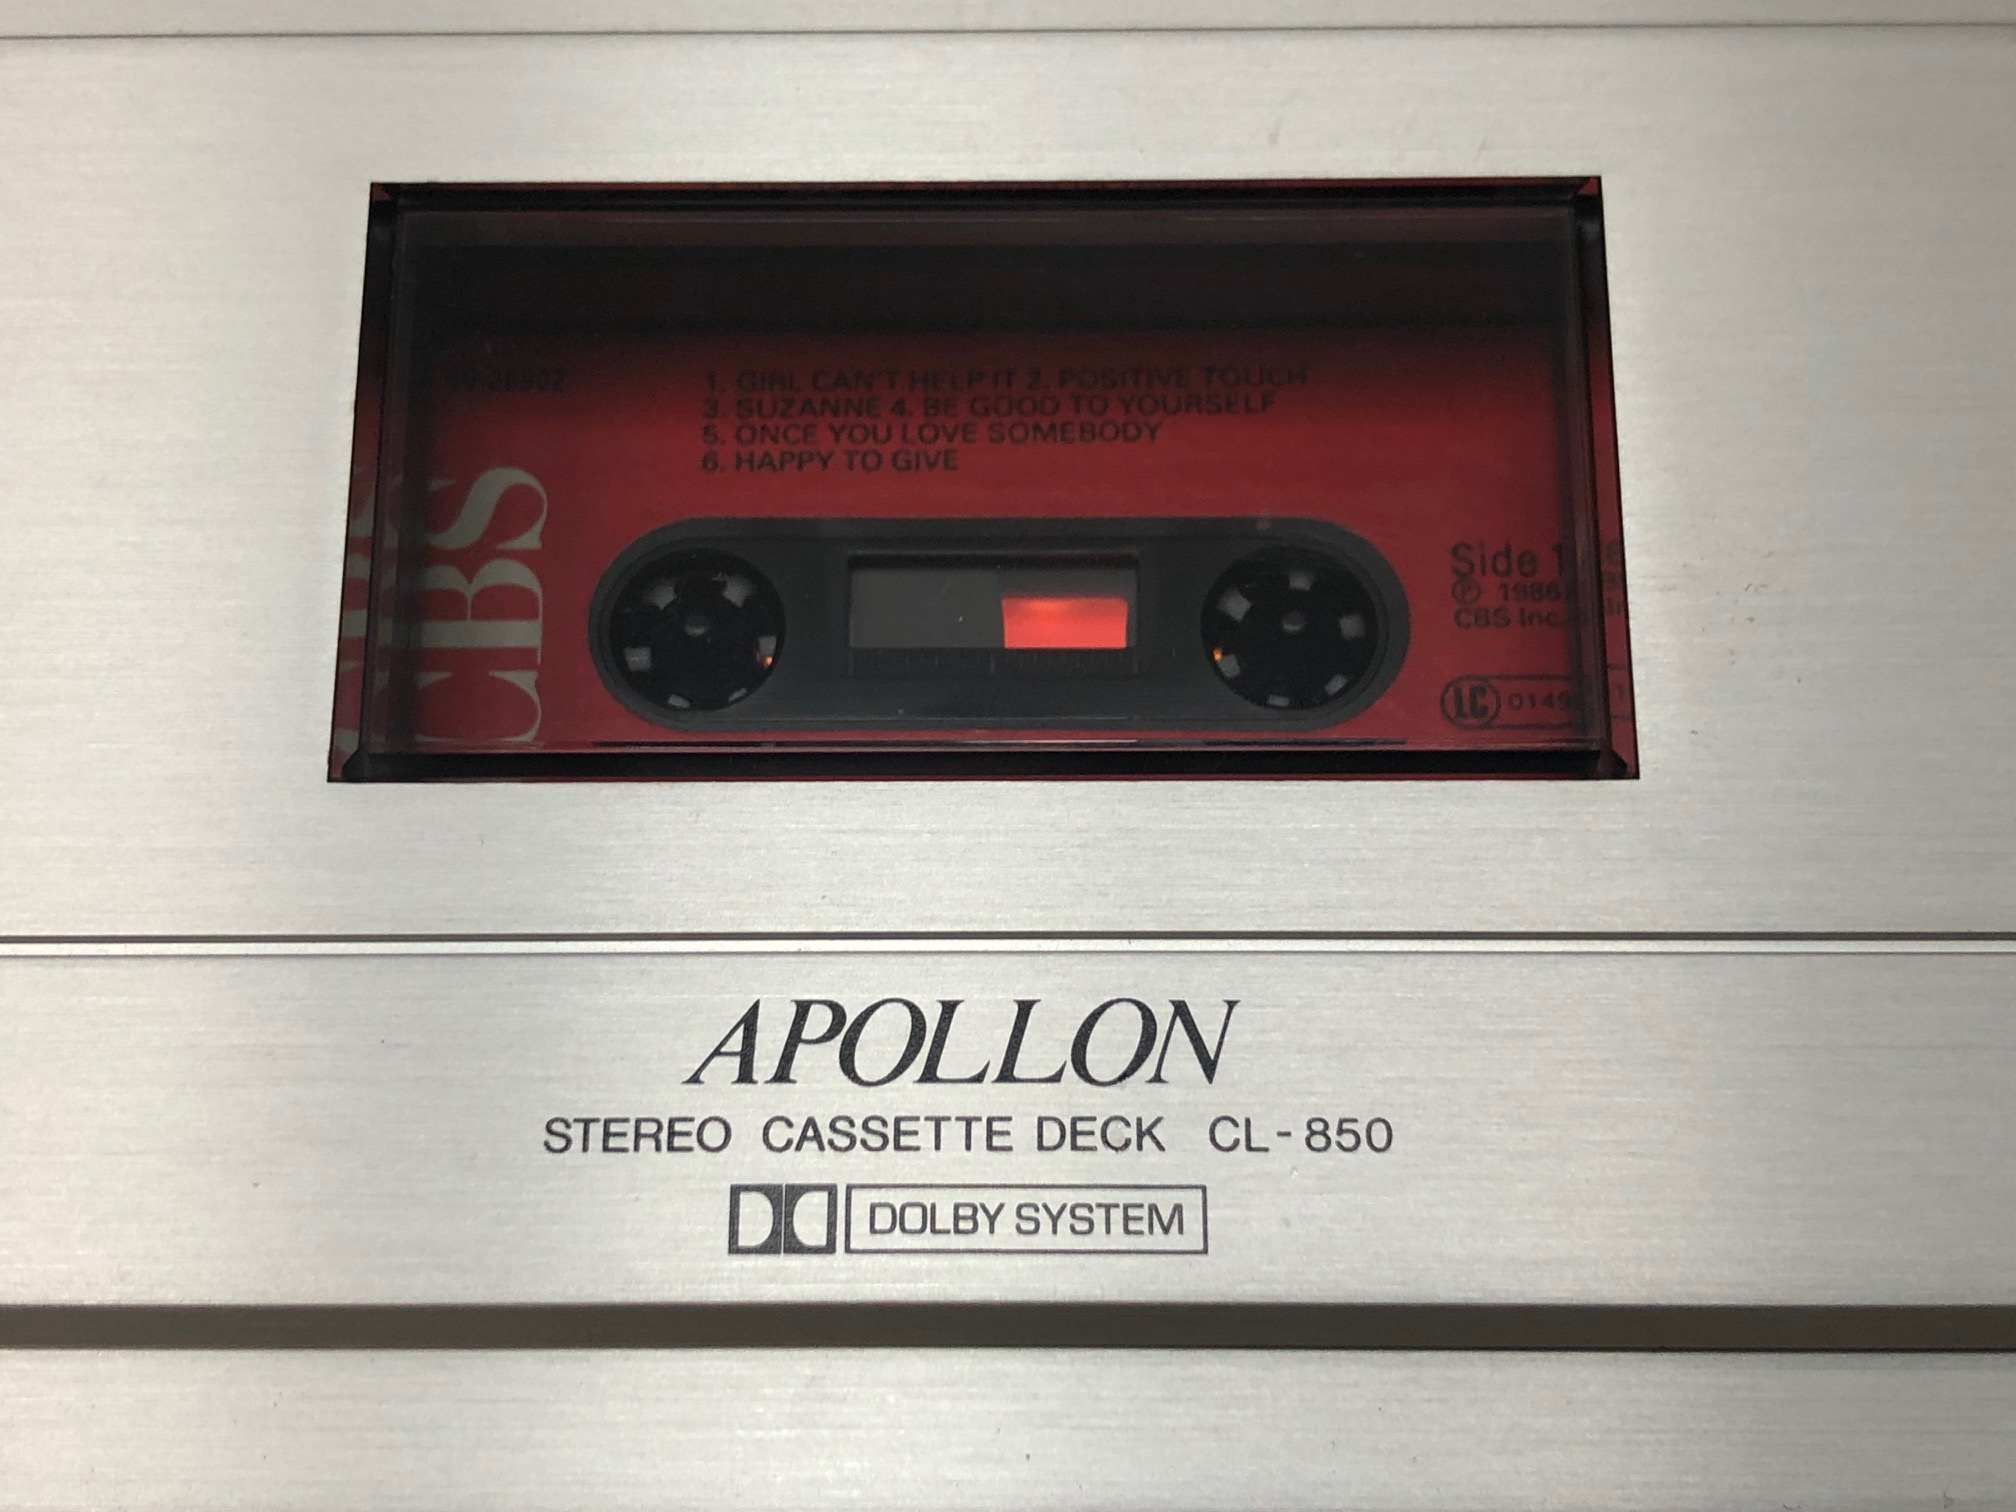 1. GIRL CAN'T HELP IT 2. POSITIVE TOUCH
3. SUZANNE 4. BE GOOD TO YOURSELF
5. ONCE YOU LOVE SOMEBODY
6. HAPPY TO GIVE
CBS
Side 1
℗ 1986
CBS Inc.
LC 0149
APOLLON
STEREO CASSETTE DECK CL-850
DOLBY SYSTEM